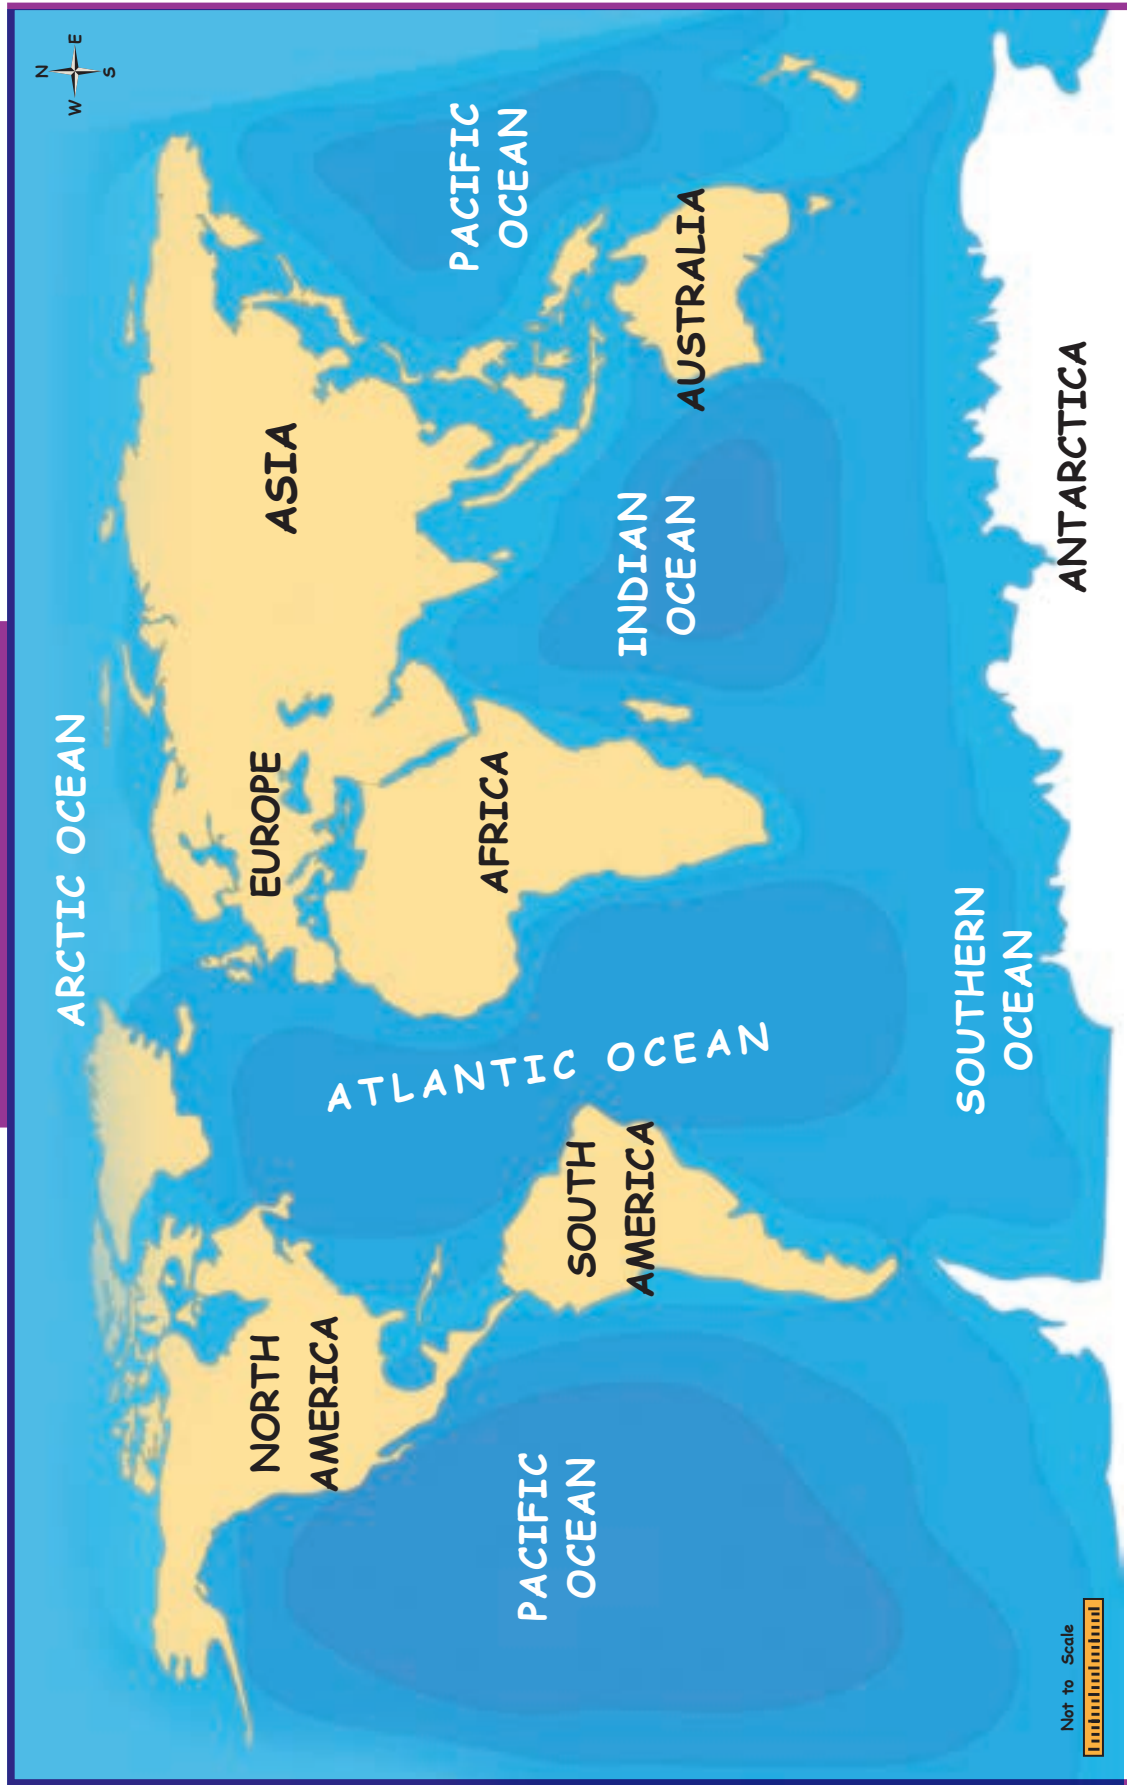 ARCTIC OCEAN
N
E
S
W
NORTH
AMERICA
EUROPE
ASIA
ATLANTIC OCEAN
AFRICA
PACIFIC
OCEAN
PACIFIC
OCEAN
SOUTH
AMERICA
INDIAN
OCEAN
AUSTRALIA
SOUTHERN
OCEAN
ANTARCTICA
Not to Scale